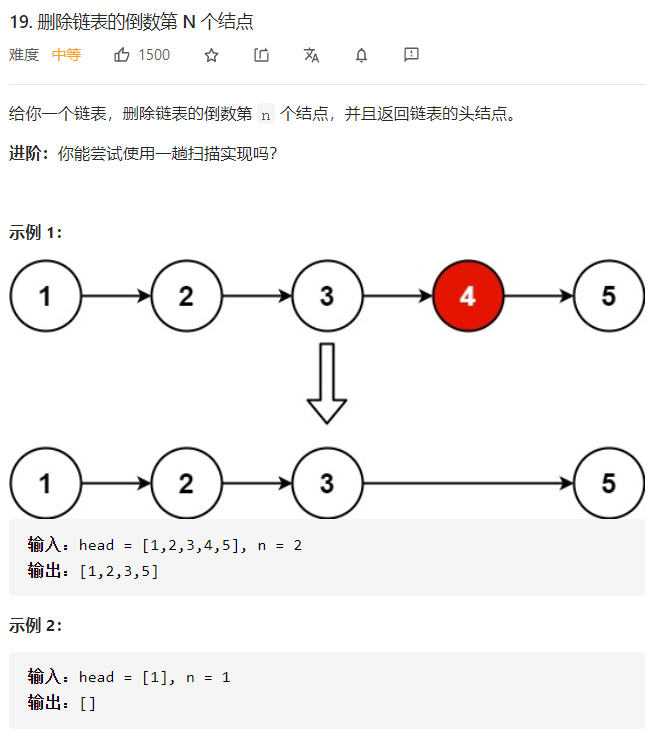 19. 删除链表的倒数第 N 个结点
难度 中等 1500
给你一个链表，删除链表的倒数第 n 个结点，并且返回链表的头结点。
进阶：你能尝试使用一趟扫描实现吗？
示例 1：
1 2 3 4 5
1 2 3 5
输入：head = [1,2,3,4,5], n = 2
输出：[1,2,3,5]
示例 2：
输入：head = [1], n = 1
输出：[]